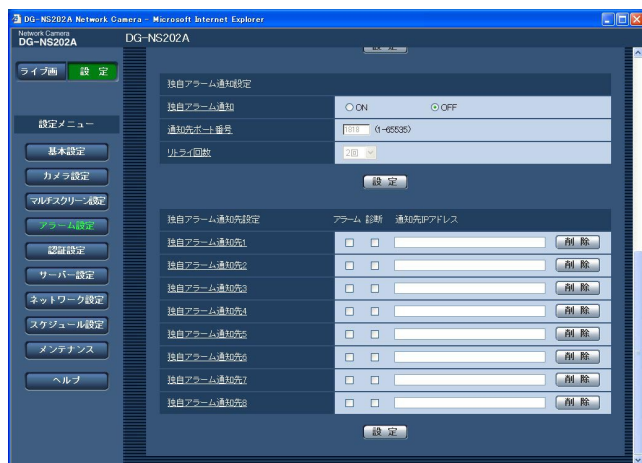 DG-NS202A Network Camera - Microsoft Internet Explorer
Network Camera
DG-NS202A
DG-NS202A
ライブ画 設 定
設定メニュー
基本設定
カメラ設定
マルチスクリーン設定
アラーム設定
認証設定
サーバー設定
ネットワーク設定
スケジュール設定
メンテナンス
ヘルプ
独自アラーム通知設定
独自アラーム通知 ON OFF
通知先ポート番号 1818 (1-65535)
リトライ回数 2回
設 定
独自アラーム通知先設定 アラーム 診断 通知先IPアドレス
独自アラーム通知先1 削 除
独自アラーム通知先2 削 除
独自アラーム通知先3 削 除
独自アラーム通知先4 削 除
独自アラーム通知先5 削 除
独自アラーム通知先6 削 除
独自アラーム通知先7 削 除
独自アラーム通知先8 削 除
設 定